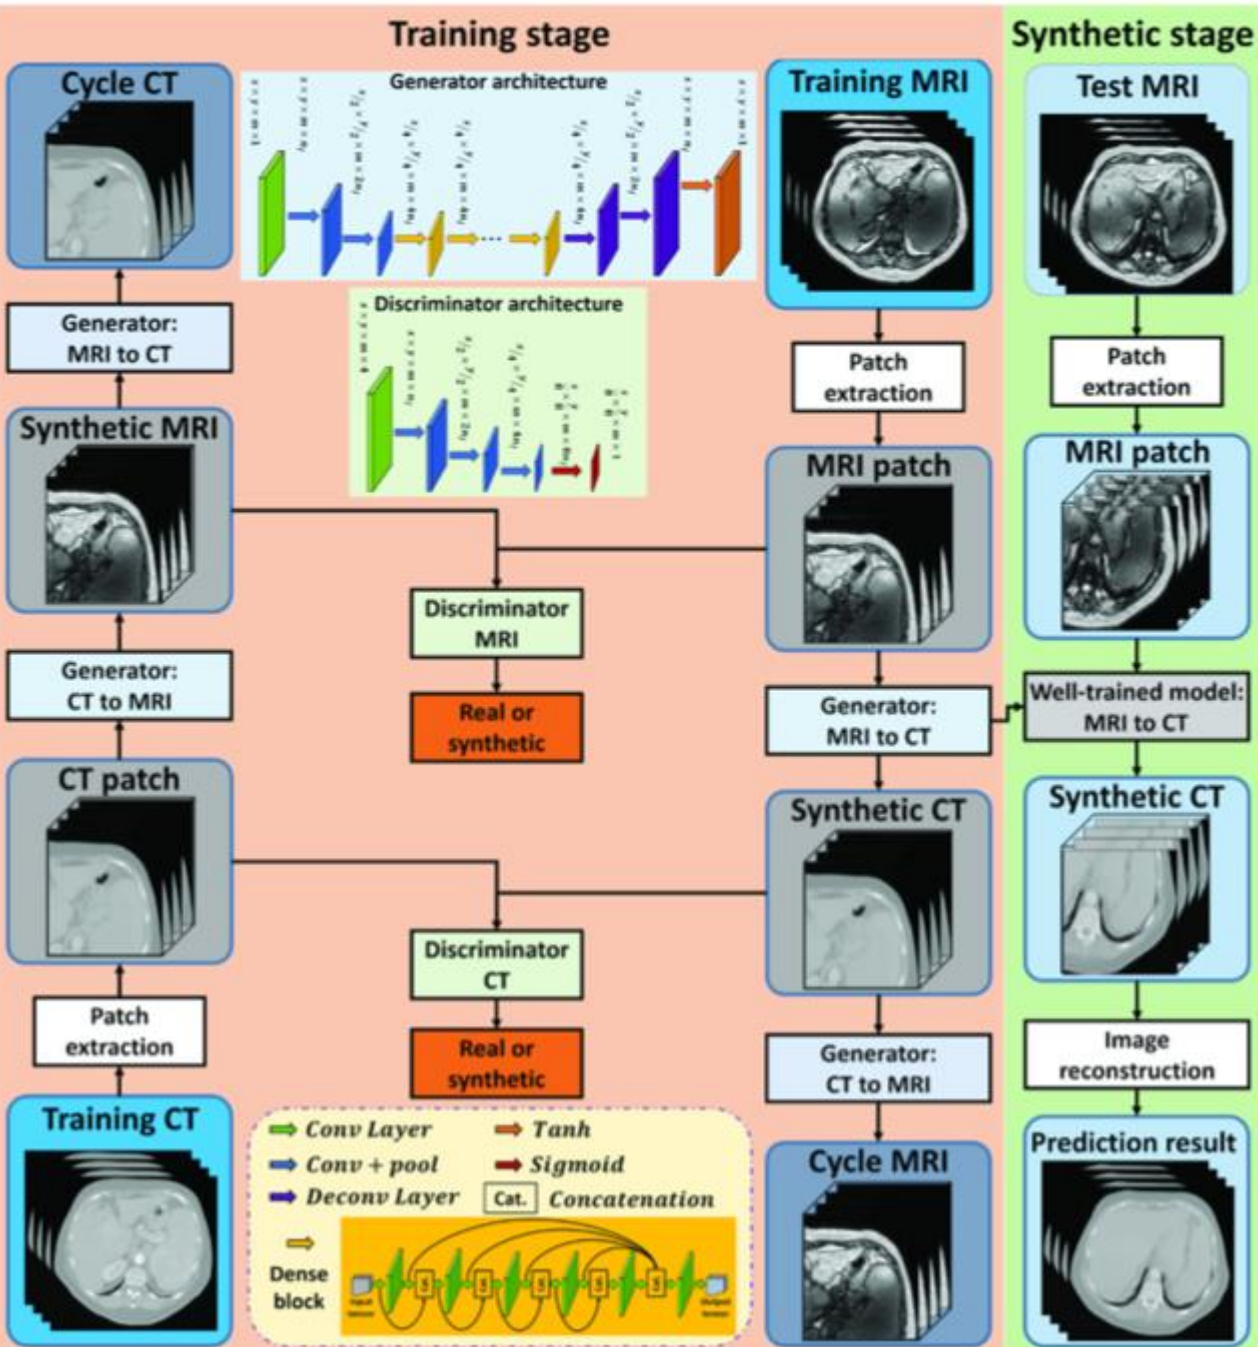 Training stage
Synthetic stage
Cycle CT
Generator:
MRI to CT
Synthetic MRI
Generator:
CT to MRI
CT patch
Patch
extraction
Training CT
Generator architecture
Discriminator architecture
Discriminator
MRI
Real or
synthetic
Discriminator
CT
Real or
synthetic
Conv Layer
Tanh
Conv + pool
Sigmoid
Deconv Layer
Cat.
Concatenation
Dense
block
Training MRI
Patch
extraction
MRI patch
Generator:
MRI to CT
Synthetic CT
Generator:
CT to MRI
Cycle MRI
Test MRI
Patch
extraction
MRI patch
Well-trained model:
MRI to CT
Synthetic CT
Image
reconstruction
Prediction result